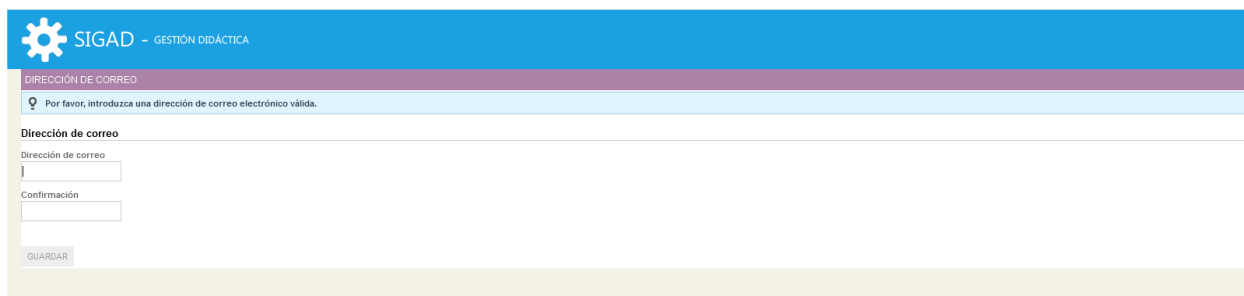 SIGAD - GESTIÓN DIDÁCTICA
DIRECCIÓN DE CORREO
Por favor, introduzca una dirección de correo electrónico válida.
Dirección de correo
Dirección de correo
Confirmación
GUARDAR